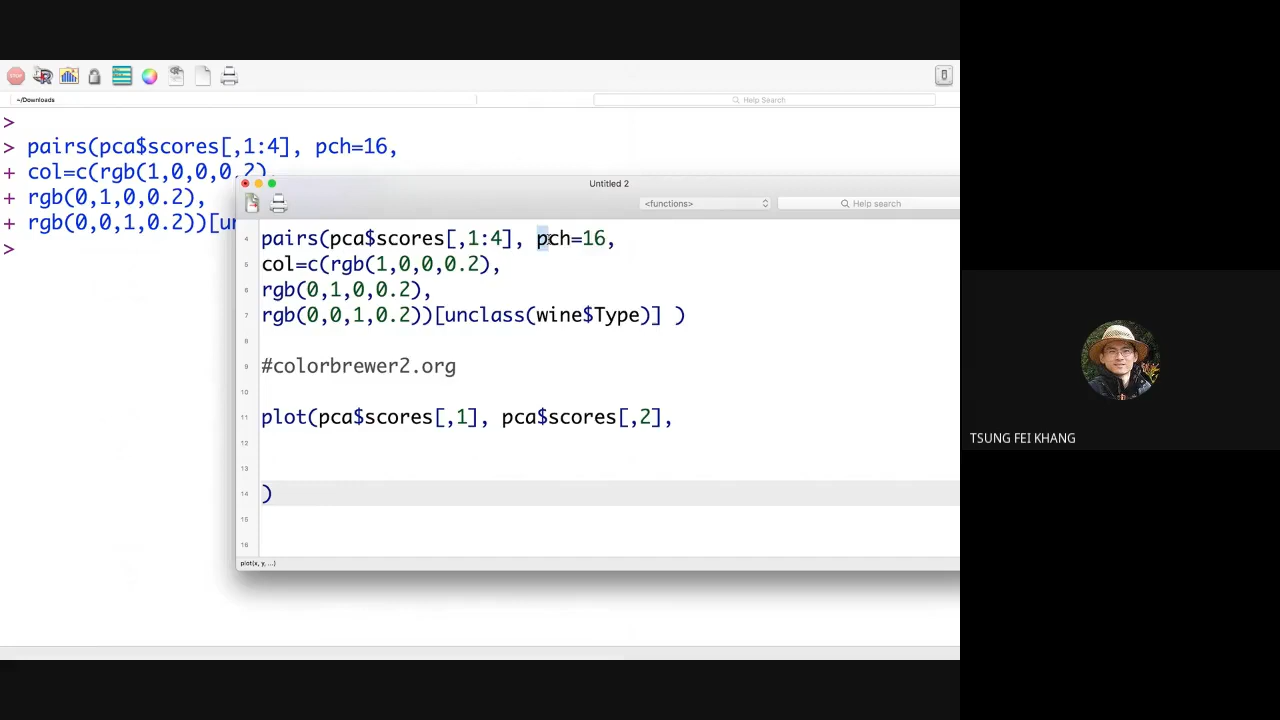 STOP
~/Downloads
Help Search
>
> pairs(pca$scores[,1:4], pch=16,
+ col=c(rgb(1,0,0,0.2),
+ rgb(0,1,0,0.2),
+ rgb(0,0,1,0.2))[un
>
Untitled 2
<functions>
Help search
4 pairs(pca$scores[,1:4], pch=16,
5 col=c(rgb(1,0,0,0.2),
6 rgb(0,1,0,0.2),
7 rgb(0,0,1,0.2))[unclass(wine$Type)] )
8
9 #colorbrewer2.org
10
11 plot(pca$scores[,1], pca$scores[,2],
12
13
14 )
15
16
plot(x, y, ...)
TSUNG FEI KHANG